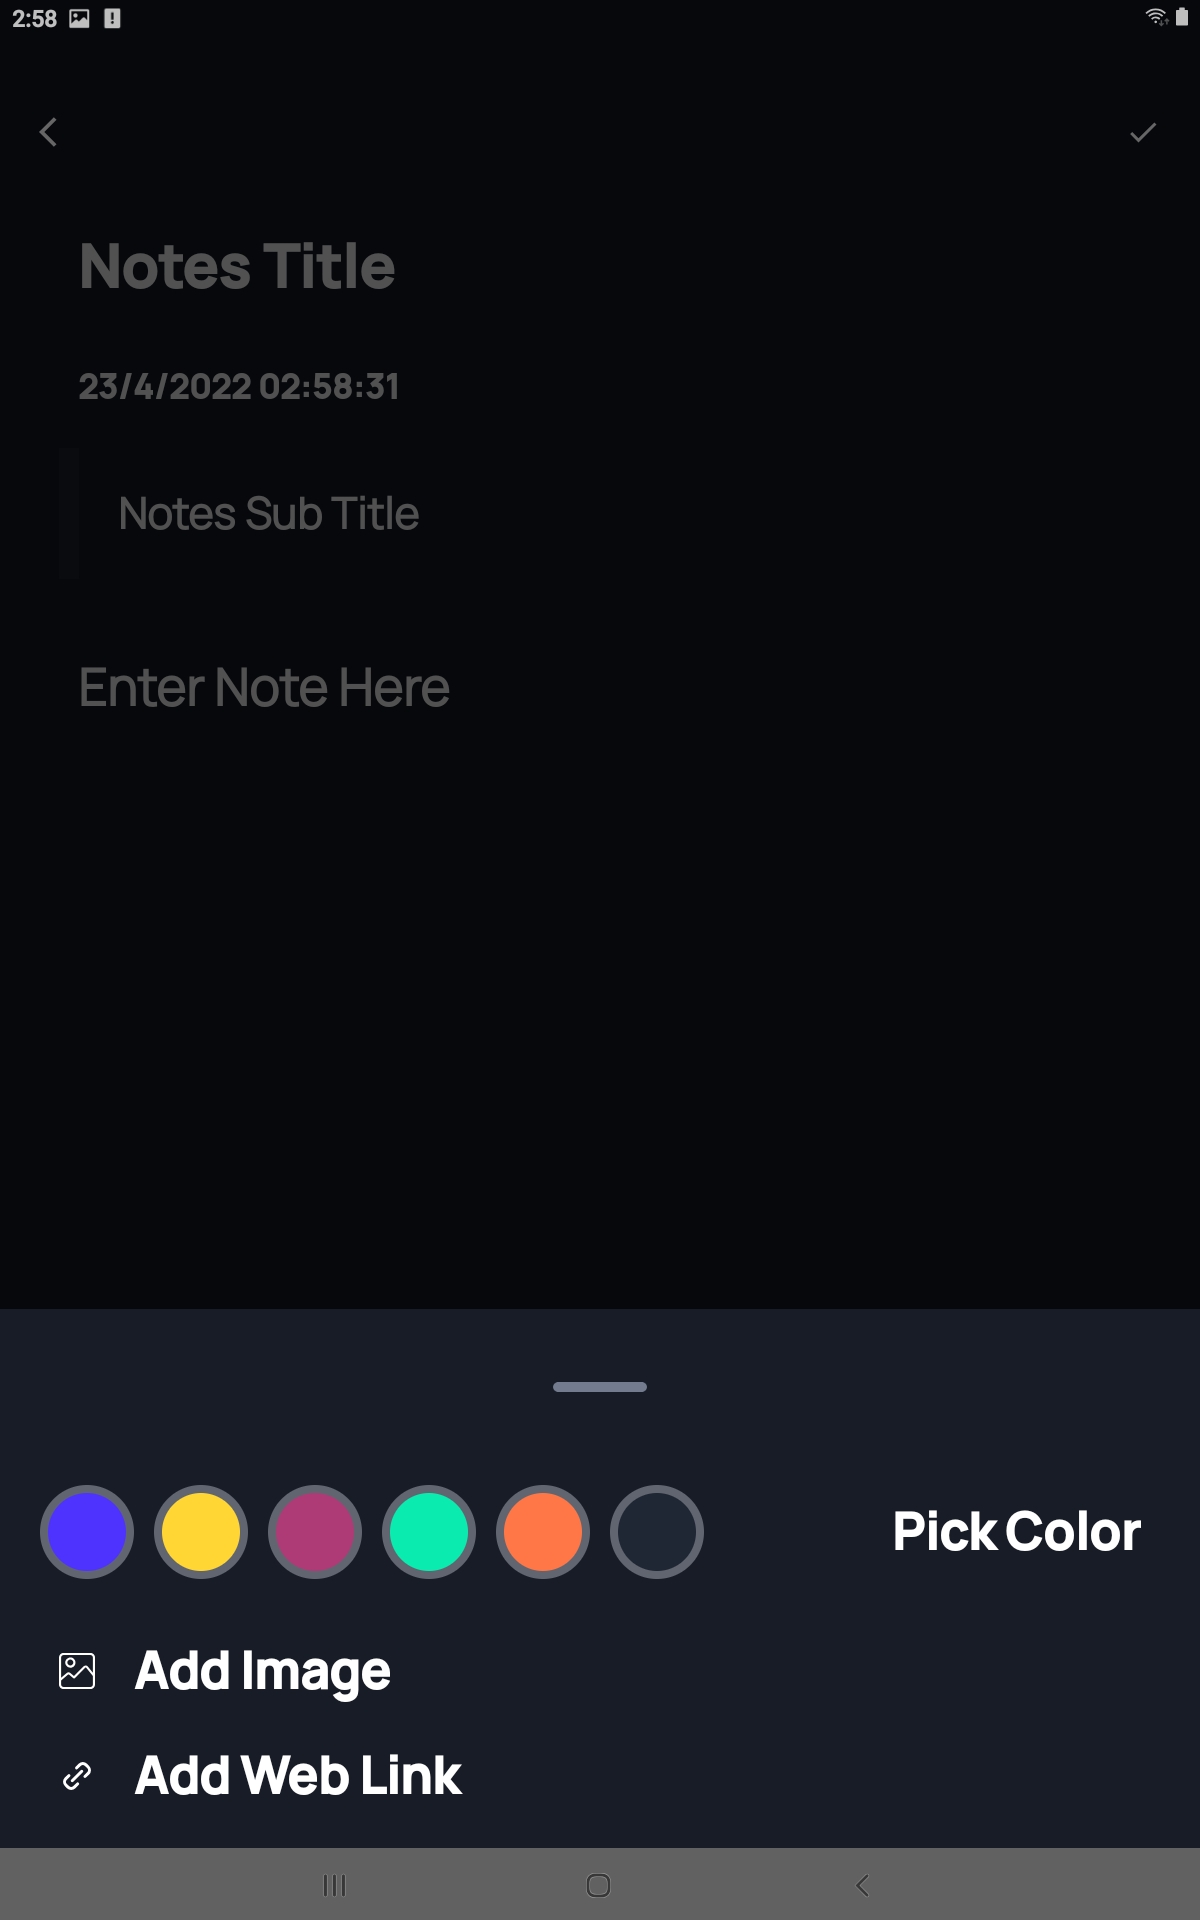 2:58
Notes Title
23/4/2022 02:58:31
Notes Sub Title
Enter Note Here
Pick Color
Add Image
Add Web Link